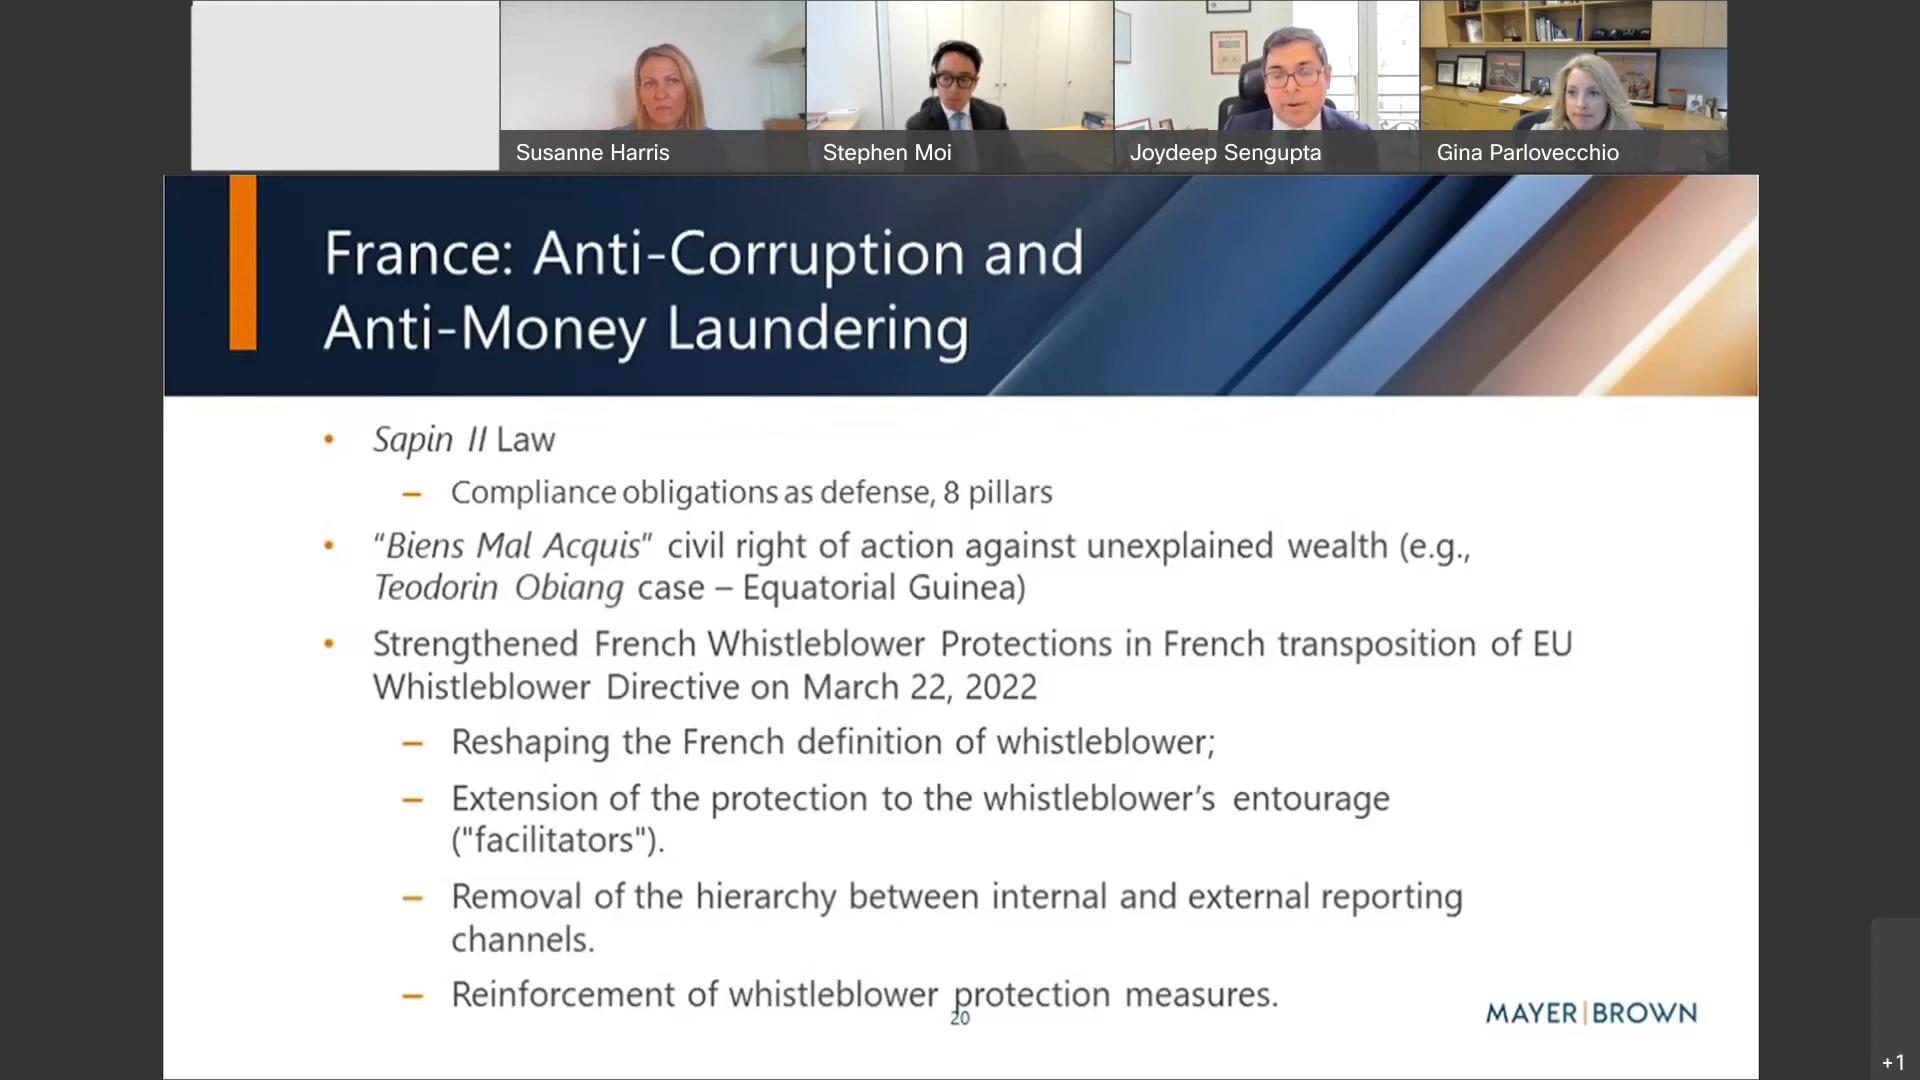 Susanne Harris
Stephen Moi
Joydeep Sengupta
Gina Parlovecchio
France: Anti-Corruption and
Anti-Money Laundering
• Sapin II Law
– Compliance obligations as defense, 8 pillars
• "Biens Mal Acquis" civil right of action against unexplained wealth (e.g.,
Teodorin Obiang case – Equatorial Guinea)
• Strengthened French Whistleblower Protections in French transposition of EU
Whistleblower Directive on March 22, 2022
– Reshaping the French definition of whistleblower;
– Extension of the protection to the whistleblower’s entourage
("facilitators").
– Removal of the hierarchy between internal and external reporting
channels.
– Reinforcement of whistleblower protection measures.
20
MAYER|BROWN
+1